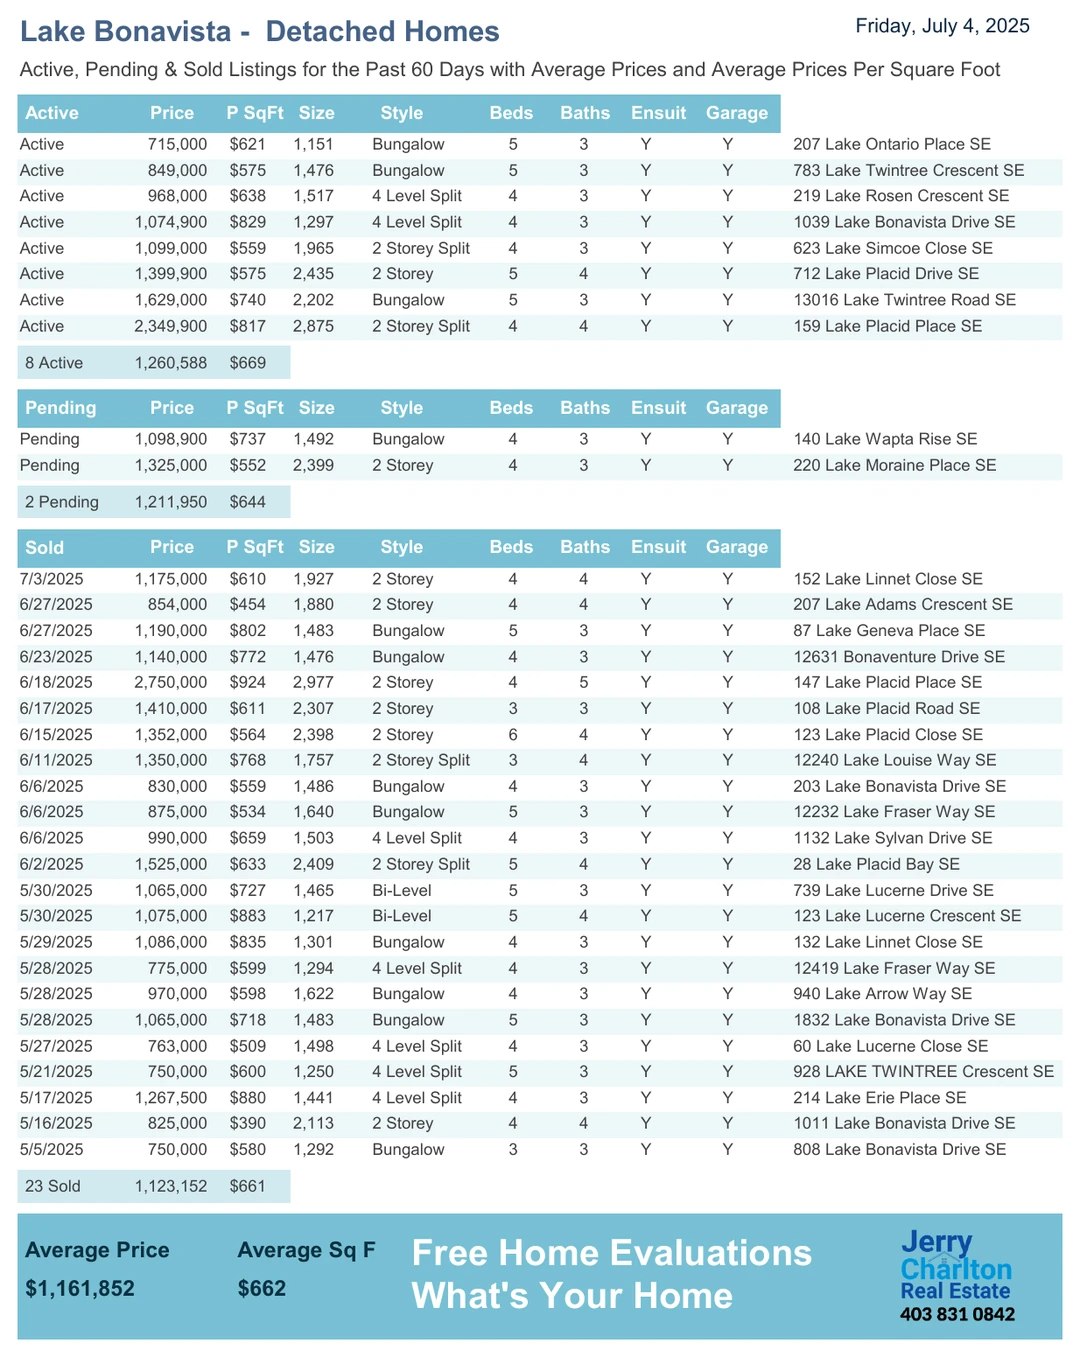 Lake Bonavista -  Detached Homes
Friday, July 4, 2025
Active, Pending & Sold Listings for the Past 60 Days with Average Prices and Average Prices Per Square Foot
Active Price P SqFt Size Style Beds Baths Ensuit Garage
Active 715,000 $621 1,151 Bungalow 5 3 Y Y 207 Lake Ontario Place SE
Active 849,000 $575 1,476 Bungalow 5 3 Y Y 783 Lake Twintree Crescent SE
Active 968,000 $638 1,517 4 Level Split 4 3 Y Y 219 Lake Rosen Crescent SE
Active 1,074,900 $829 1,297 4 Level Split 4 3 Y Y 1039 Lake Bonavista Drive SE
Active 1,099,000 $559 1,965 2 Storey Split 4 3 Y Y 623 Lake Simcoe Close SE
Active 1,399,900 $575 2,435 2 Storey 5 4 Y Y 712 Lake Placid Drive SE
Active 1,629,000 $740 2,202 Bungalow 5 3 Y Y 13016 Lake Twintree Road SE
Active 2,349,900 $817 2,875 2 Storey Split 4 4 Y Y 159 Lake Placid Place SE
8 Active 1,260,588 $669
Pending Price P SqFt Size Style Beds Baths Ensuit Garage
Pending 1,098,900 $737 1,492 Bungalow 4 3 Y Y 140 Lake Wapta Rise SE
Pending 1,325,000 $552 2,399 2 Storey 4 3 Y Y 220 Lake Moraine Place SE
2 Pending 1,211,950 $644
Sold Price P SqFt Size Style Beds Baths Ensuit Garage
7/3/2025 1,175,000 $610 1,927 2 Storey 4 4 Y Y 152 Lake Linnet Close SE
6/27/2025 854,000 $454 1,880 2 Storey 4 4 Y Y 207 Lake Adams Crescent SE
6/27/2025 1,190,000 $802 1,483 Bungalow 5 3 Y Y 87 Lake Geneva Place SE
6/23/2025 1,140,000 $772 1,476 Bungalow 4 3 Y Y 12631 Bonaventure Drive SE
6/18/2025 2,750,000 $924 2,977 2 Storey 4 5 Y Y 147 Lake Placid Place SE
6/17/2025 1,410,000 $611 2,307 2 Storey 3 3 Y Y 108 Lake Placid Road SE
6/15/2025 1,352,000 $564 2,398 2 Storey 6 4 Y Y 123 Lake Placid Close SE
6/11/2025 1,350,000 $768 1,757 2 Storey Split 3 4 Y Y 12240 Lake Louise Way SE
6/6/2025 830,000 $559 1,486 Bungalow 4 3 Y Y 203 Lake Bonavista Drive SE
6/6/2025 875,000 $534 1,640 Bungalow 5 3 Y Y 12232 Lake Fraser Way SE
6/6/2025 990,000 $659 1,503 4 Level Split 4 3 Y Y 1132 Lake Sylvan Drive SE
6/2/2025 1,525,000 $633 2,409 2 Storey Split 5 4 Y Y 28 Lake Placid Bay SE
5/30/2025 1,065,000 $727 1,465 Bi-Level 5 3 Y Y 739 Lake Lucerne Drive SE
5/30/2025 1,075,000 $883 1,217 Bi-Level 5 4 Y Y 123 Lake Lucerne Crescent SE
5/29/2025 1,086,000 $835 1,301 Bungalow 4 3 Y Y 132 Lake Linnet Close SE
5/28/2025 775,000 $599 1,294 4 Level Split 4 3 Y Y 12419 Lake Fraser Way SE
5/28/2025 970,000 $598 1,622 Bungalow 4 3 Y Y 940 Lake Arrow Way SE
5/28/2025 1,065,000 $718 1,483 Bungalow 5 3 Y Y 1832 Lake Bonavista Drive SE
5/27/2025 763,000 $509 1,498 4 Level Split 4 3 Y Y 60 Lake Lucerne Close SE
5/21/2025 750,000 $600 1,250 4 Level Split 5 3 Y Y 928 LAKE TWINTREE Crescent SE
5/17/2025 1,267,500 $880 1,441 4 Level Split 4 3 Y Y 214 Lake Erie Place SE
5/16/2025 825,000 $390 2,113 2 Storey 4 4 Y Y 1011 Lake Bonavista Drive SE
5/5/2025 750,000 $580 1,292 Bungalow 3 3 Y Y 808 Lake Bonavista Drive SE
23 Sold 1,123,152 $661
Average Price Average Sq F
$1,161,852 $662
Free Home Evaluations
What's Your Home
Jerry
Charlton
Real Estate
403 831 0842